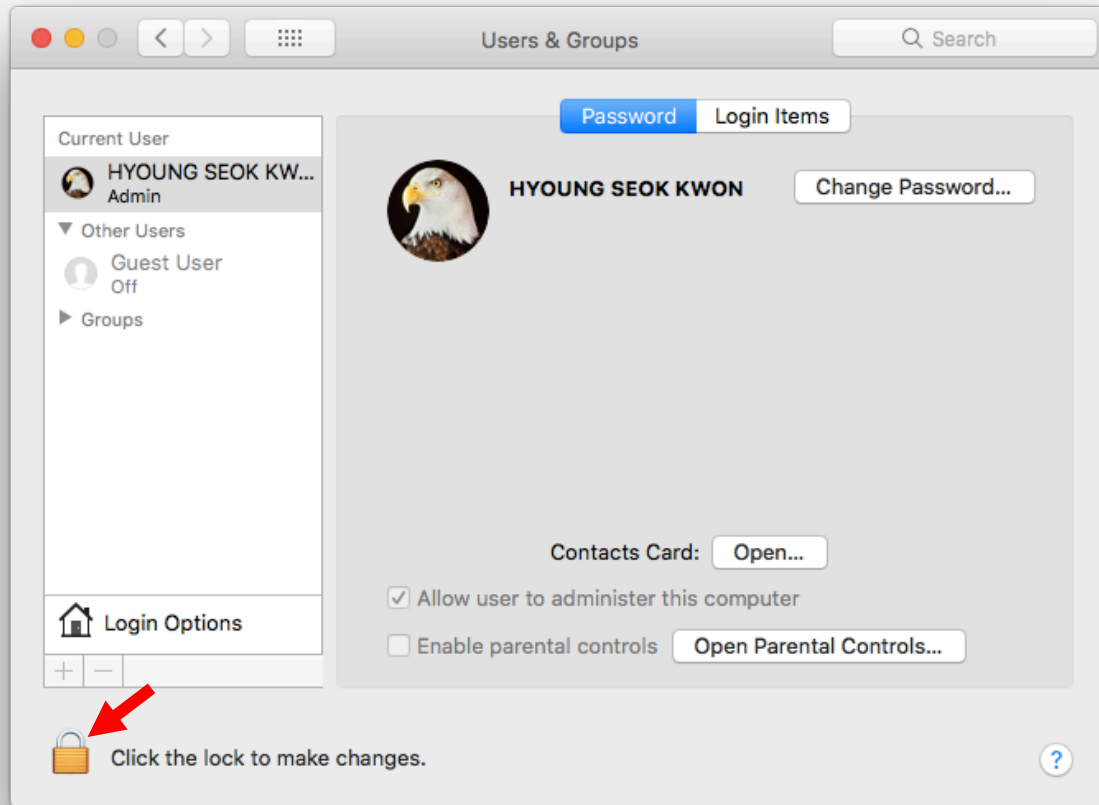 Users & Groups
Search
Password
Login Items
Current User
HYOUNG SEOK KW...
Admin
Other Users
Guest User
Off
Groups
HYOUNG SEOK KWON
Change Password...
Contacts Card:
Open...
Allow user to administer this computer
Enable parental controls
Open Parental Controls...
Login Options
+
−
Click the lock to make changes.
?